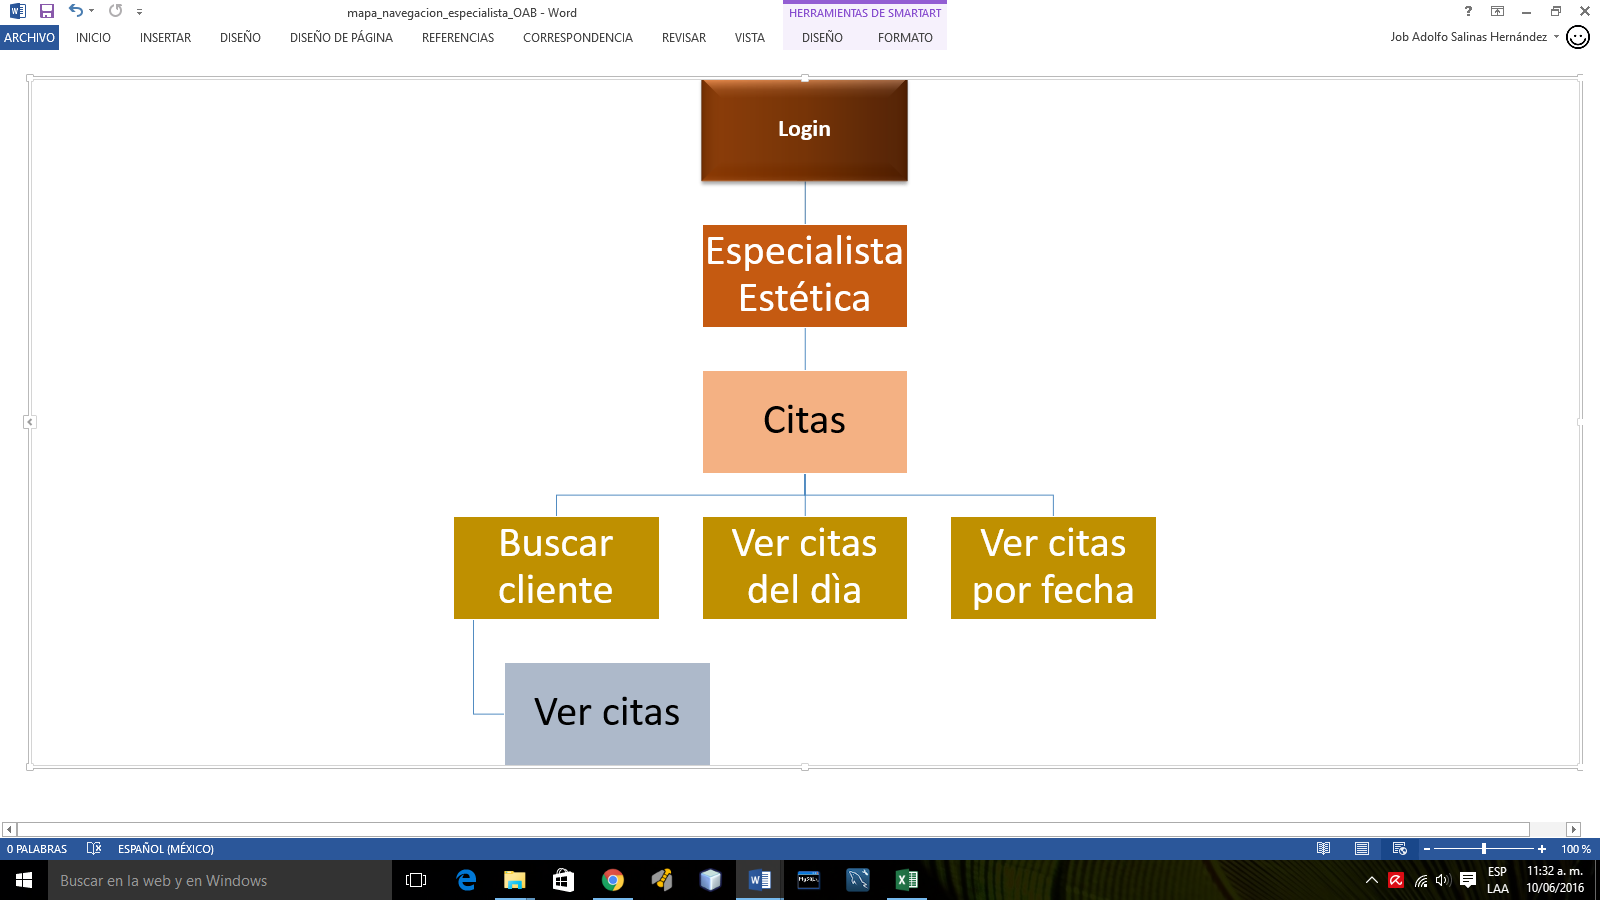 mapa_navegacion_especialista_OAB - Word
HERRAMIENTAS DE SMARTART
?
ARCHIVO INICIO INSERTAR DISEÑO DISEÑO DE PÁGINA REFERENCIAS CORRESPONDENCIA REVISAR VISTA DISEÑO FORMATO
Job Adolfo Salinas Hernández
Login
Especialista
Estética
Citas
Buscar
cliente
Ver citas
del dìa
Ver citas
por fecha
Ver citas
0 PALABRAS ESPAÑOL (MÉXICO) 100 %
Buscar en la web y en Windows
MySQL
ESP
LAA
11:32 a. m.
10/06/2016